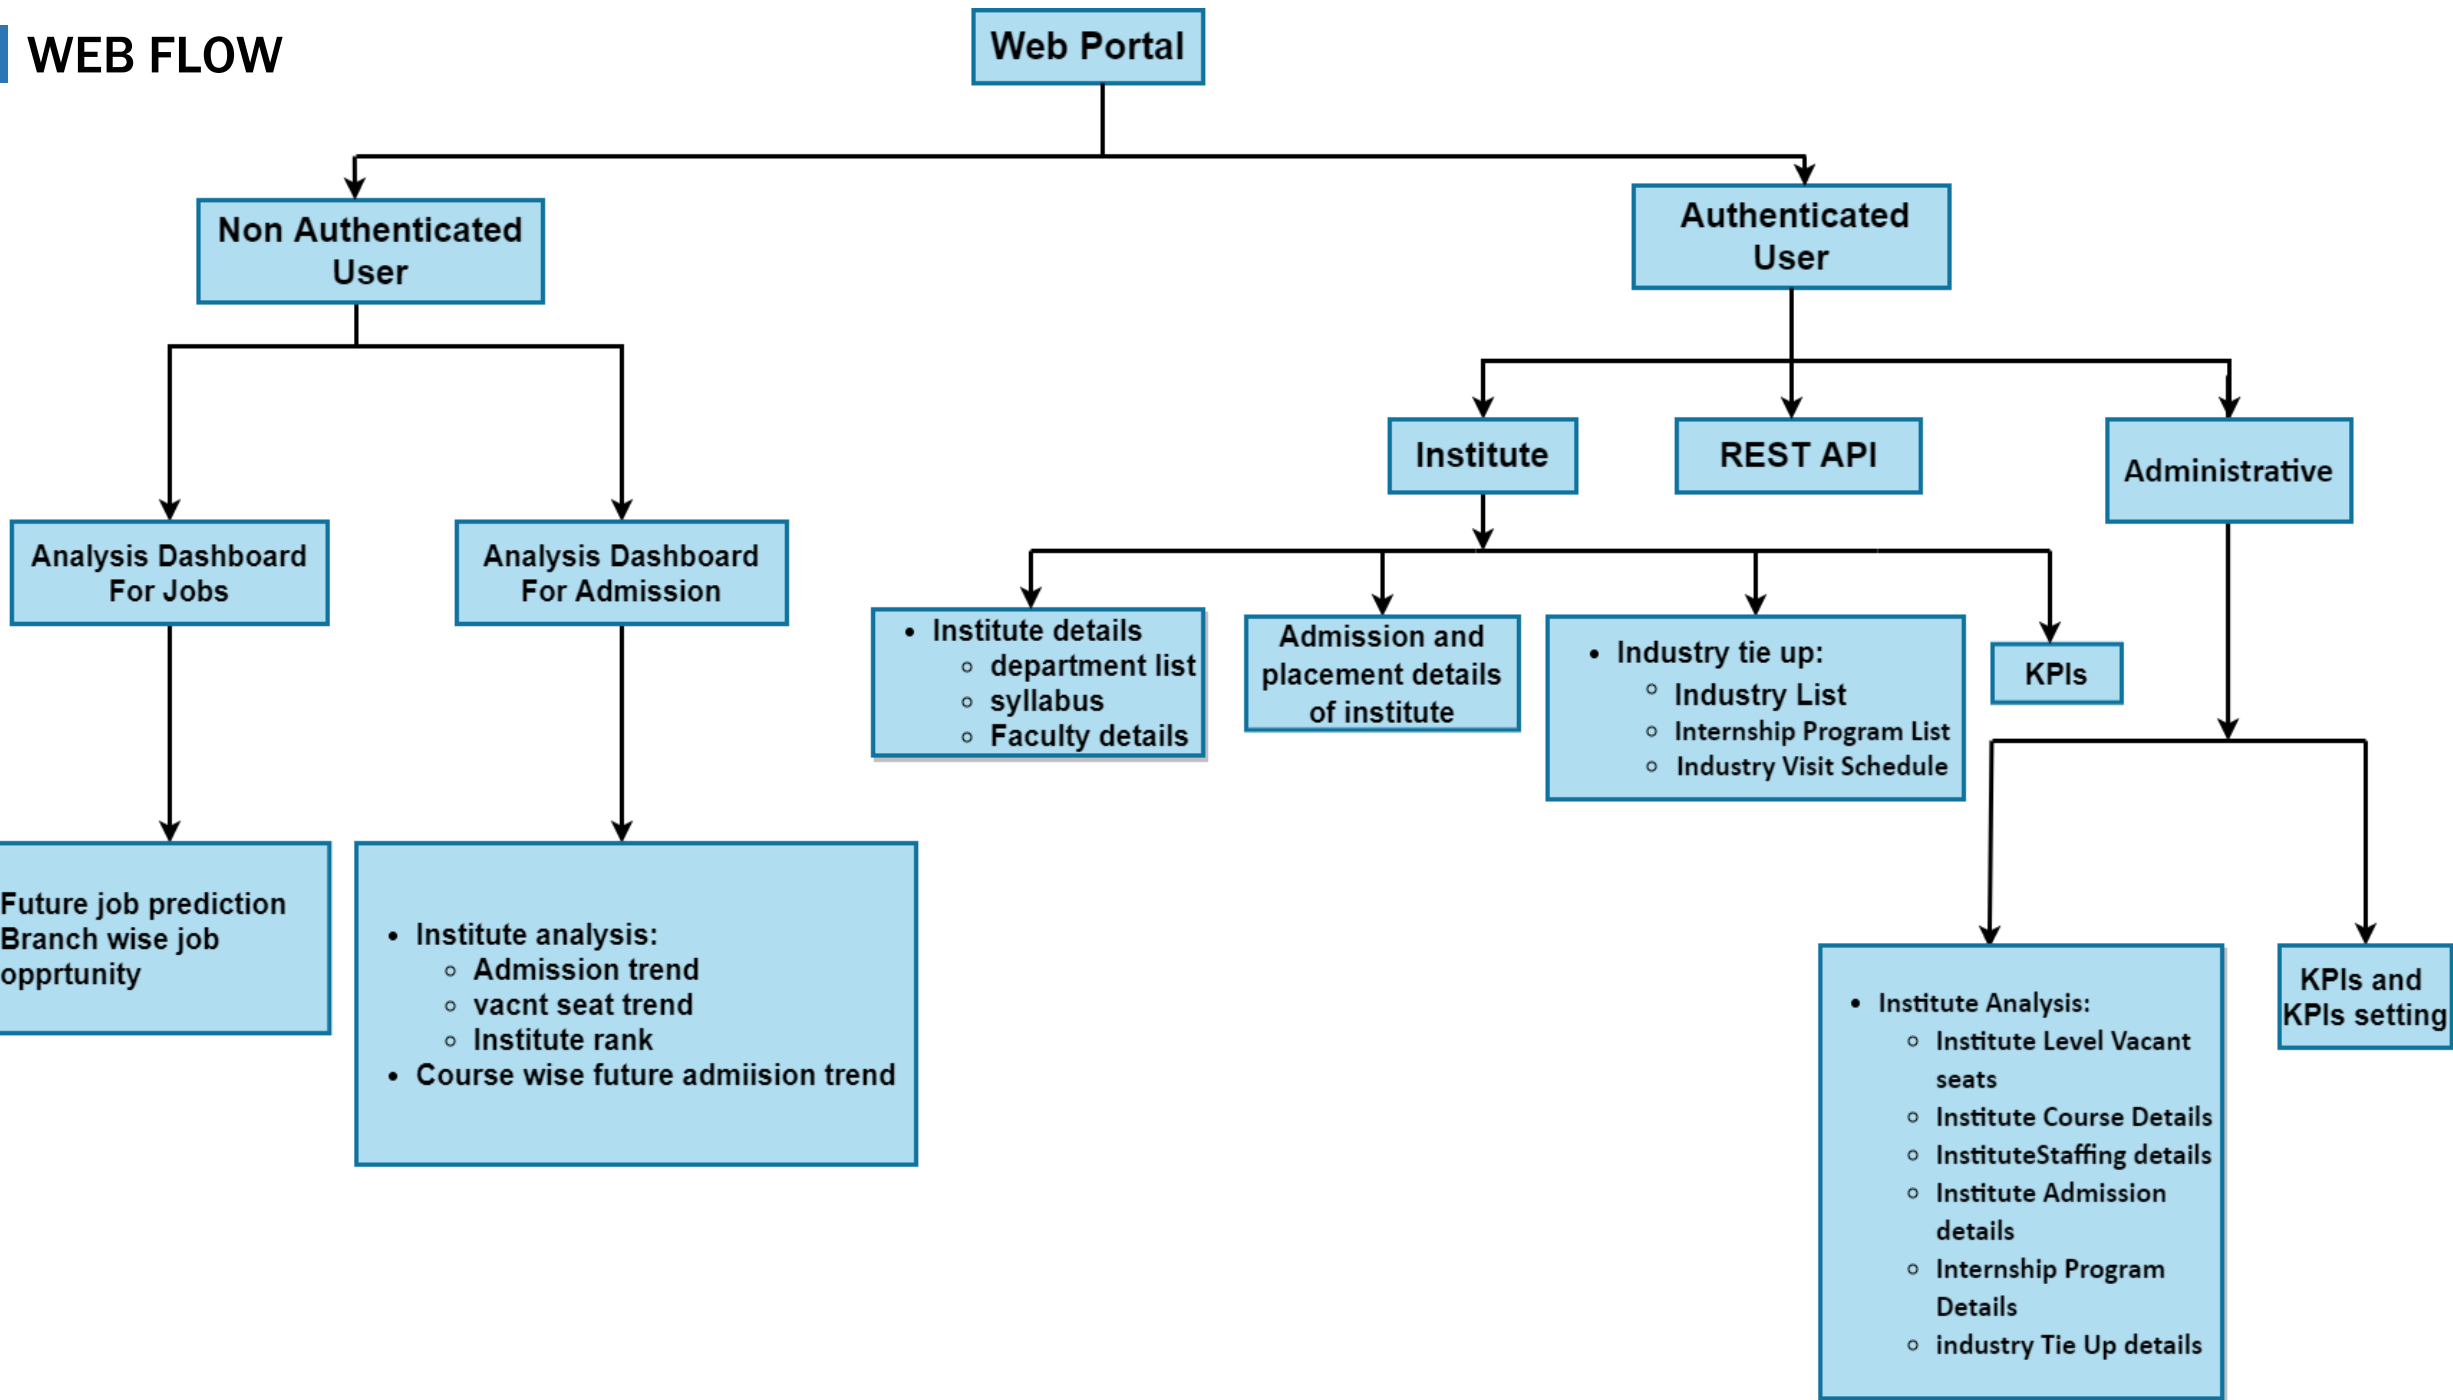 WEB FLOW
Web Portal
Non Authenticated
User
Authenticated
User
Institute
REST API
Administrative
Analysis Dashboard
For Jobs
Analysis Dashboard
For Admission
• Institute details
○ department list
○ syllabus
○ Faculty details
Admission and
placement details
of institute
• Industry tie up:
○ Industry List
○ Internship Program List
○ Industry Visit Schedule
KPIs
Future job prediction
Branch wise job
opprtunity
• Institute analysis:
○ Admission trend
○ vacnt seat trend
○ Institute rank
• Course wise future admiision trend
• Institute Analysis:
○ Institute Level Vacant
seats
○ Institute Course Details
○ InstituteStaffing details
○ Institute Admission
details
○ Internship Program
Details
○ industry Tie Up details
KPIs and
KPIs setting